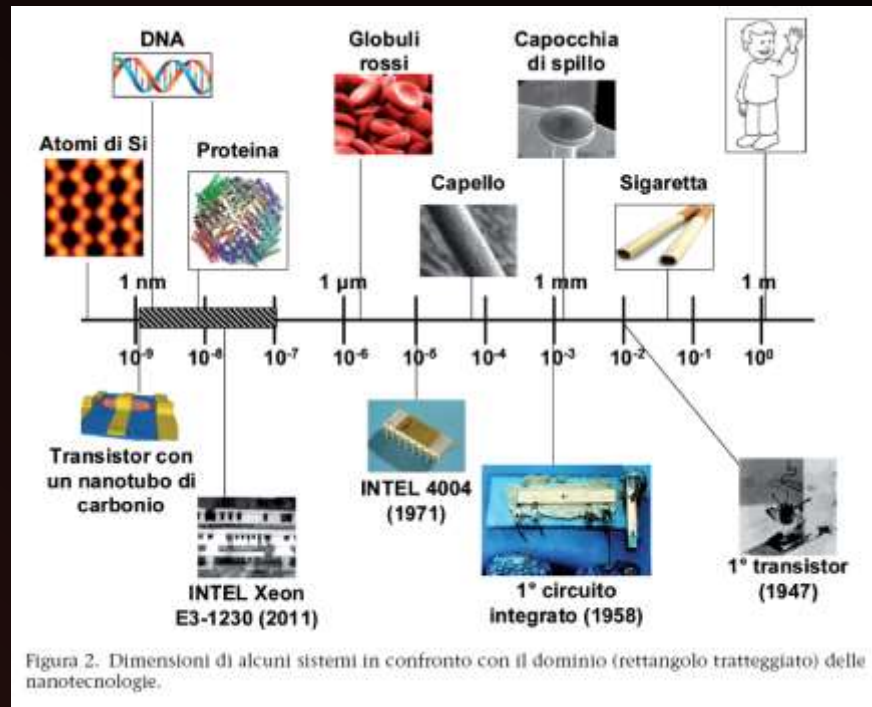 DNA
Globuli
rossi
Capocchia
di spillo
Atomi di Si
Proteina
Capello
Sigaretta
1 nm
1 µm
1 mm
1 m
10⁻⁹
10⁻⁸
10⁻⁷
10⁻⁶
10⁻⁵
10⁻⁴
10⁻³
10⁻²
10⁻¹
10⁰
Transistor con
un nanotubo di
carbonio
INTEL Xeon
E3-1230 (2011)
INTEL 4004
(1971)
1° circuito
integrato (1958)
1° transistor
(1947)
Figura 2. Dimensioni di alcuni sistemi in confronto con il dominio (rettangolo tratteggiato) delle
nanotecnologie.